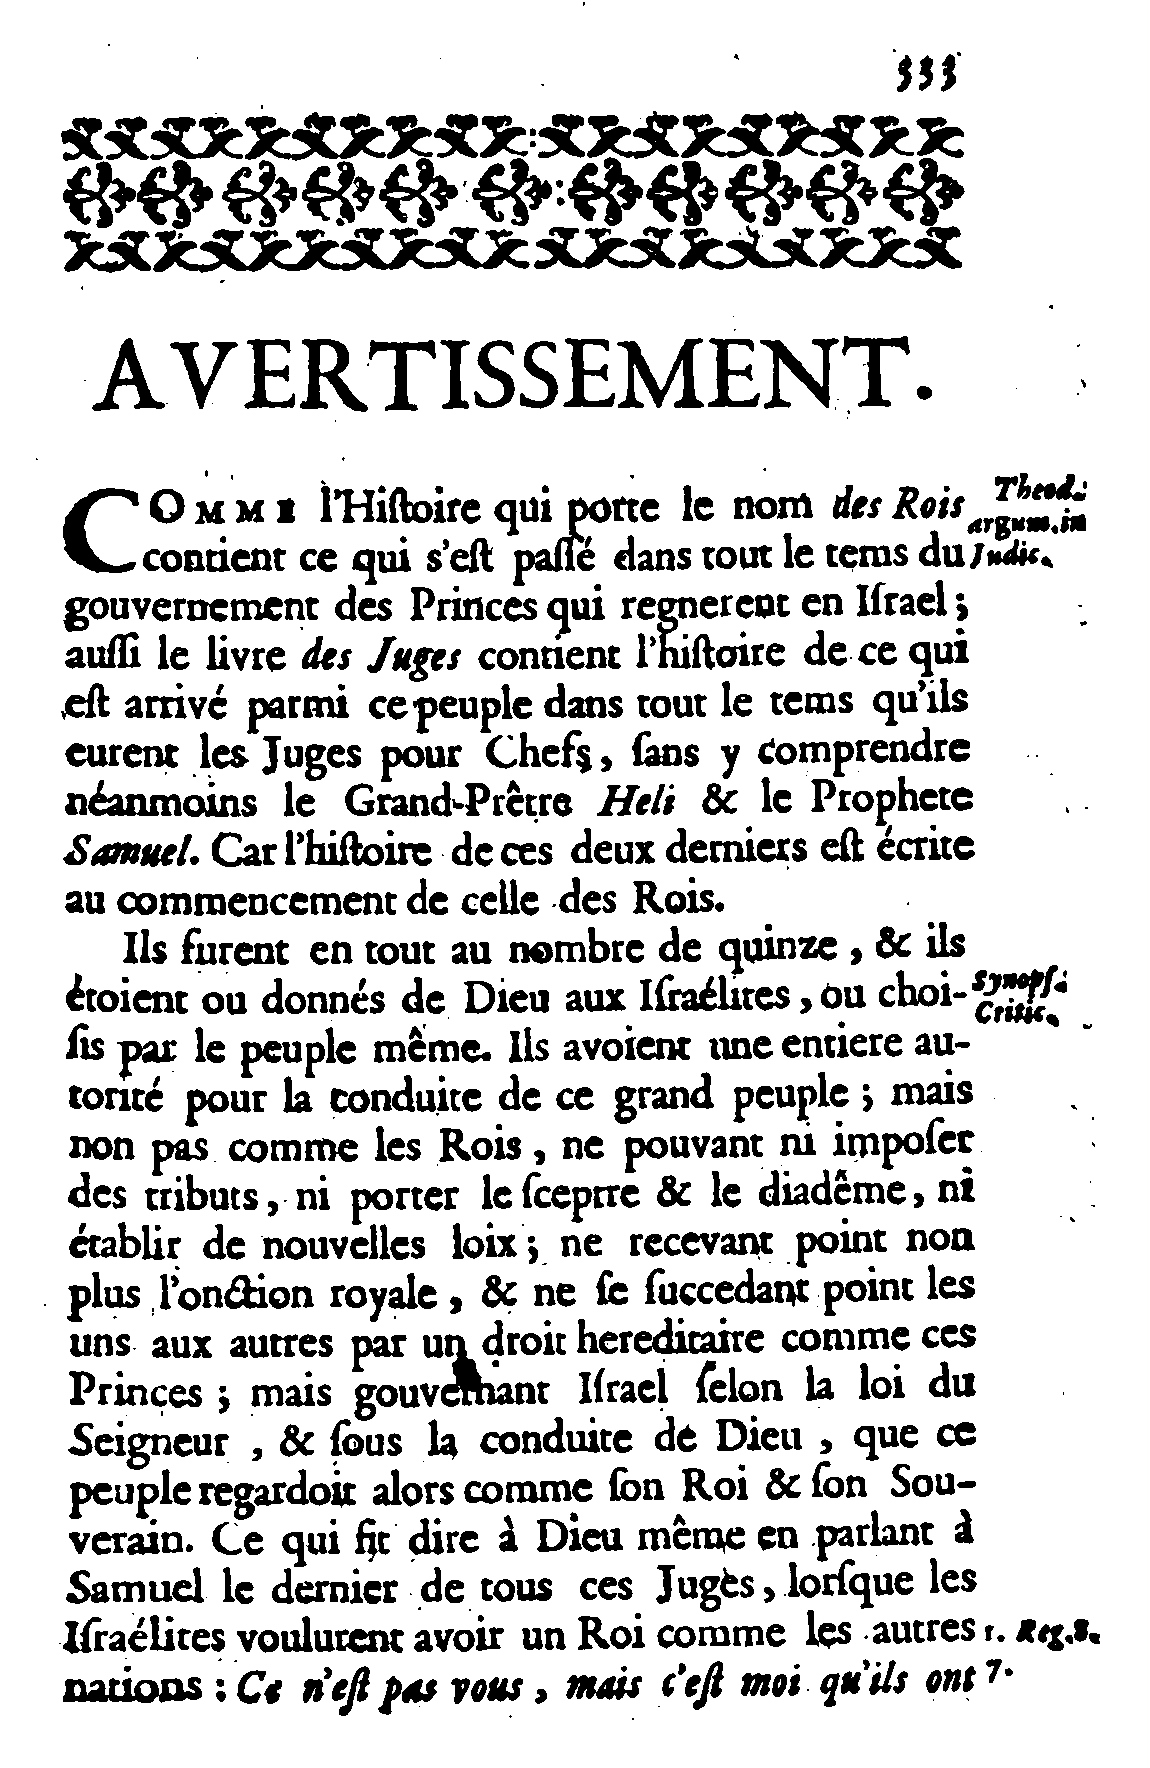 333
AVERTISSEMENT.
COMME l'Hiſtoire qui porte le nom des Rois
Theod.
argum. in
Judic.
contient ce qui s'eſt paſſé dans tout le tems du
gouvernement des Princes qui regnerent en Iſrael ;
auſſi le livre des Juges contient l'hiſtoire de ce qui
eſt arrivé parmi ce peuple dans tout le tems qu'ils
eurent les Juges pour Chefs, ſans y comprendre
néanmoins le Grand-Prêtre Heli & le Prophete
Samuel. Car l'hiſtoire de ces deux derniers eſt écrite
au commencement de celle des Rois.
Ils furent en tout au nombre de quinze, & ils
étoient ou donnés de Dieu aux Iſraélites, ou choi-
Synopſ.
Critic.
ſis par le peuple même. Ils avoient une entiere au-
torité pour la conduite de ce grand peuple ; mais
non pas comme les Rois, ne pouvant ni impoſer
des tributs, ni porter le ſceptre & le diadême, ni
établir de nouvelles loix ; ne recevant point non
plus l'onction royale, & ne ſe ſuccedant point les
uns aux autres par un droit hereditaire comme ces
Princes ; mais gouvernant Iſrael ſelon la loi du
Seigneur, & ſous la conduite de Dieu, que ce
peuple regardoit alors comme ſon Roi & ſon Sou-
verain. Ce qui fit dire à Dieu même en parlant à
Samuel le dernier de tous ces Juges, lorſque les
Iſraélites voulurent avoir un Roi comme les autres
1. Reg. 8.
7.
nations : Ce n'eſt pas vous, mais c'eſt moi qu'ils ont